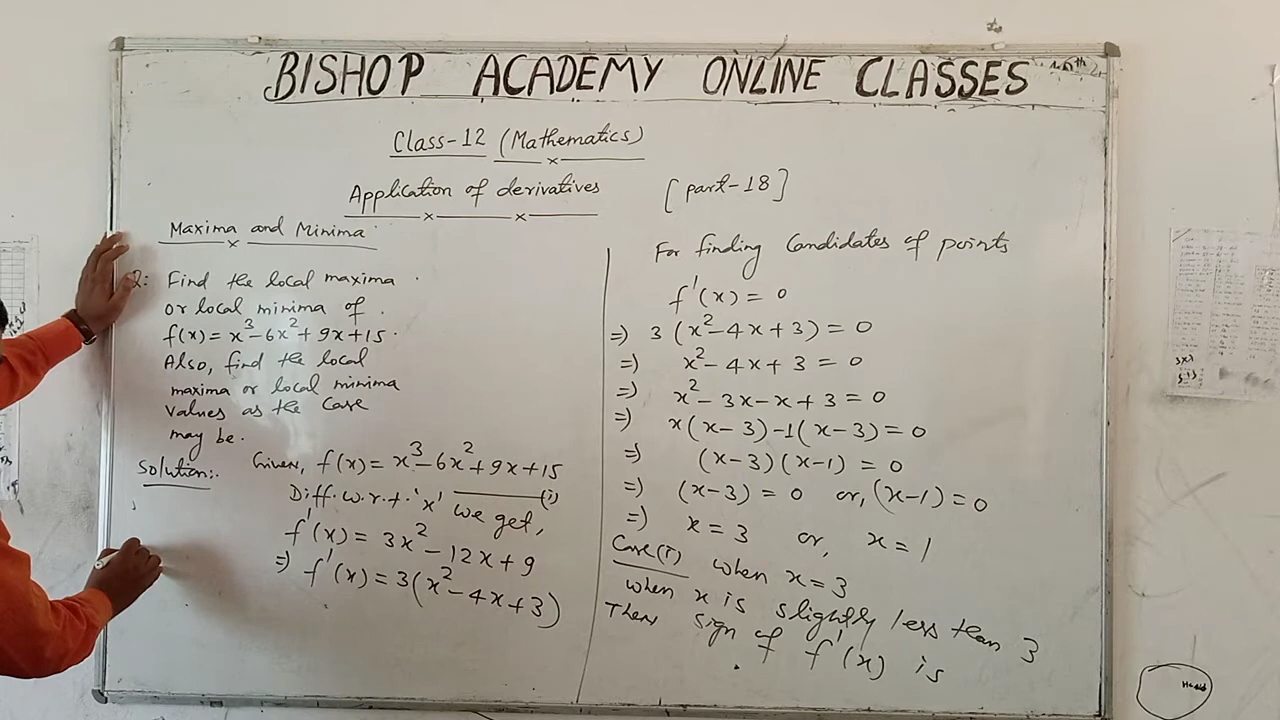 BISHOP ACADEMY ONLINE CLASSES
Class-12 (Mathematics)
Application of derivatives [part-18]
Maxima and Minima
Q: Find the local maxima
or local minima of
f(x) = x³-6x²+9x+15.
Also, find the local
maxima or local minima
values as the case
may be.
Solution:- Given, f(x) = x³-6x²+9x+15
(i)
Diff. w.r.t. 'x' we get,
f'(x) = 3x²-12x+9
=) f'(x) = 3(x²-4x+3)
For finding Candidates of points
f'(x) = 0
=) 3(x²-4x+3) = 0
=) x²-4x+3 = 0
=) x²-3x-x+3 = 0
=) x(x-3)-1(x-3) = 0
=) (x-3)(x-1) = 0
=) (x-3) = 0 or, (x-1) = 0
=) x = 3 or, x = 1
Case(i) when x = 3
when x is slightly less than 3
Then sign of f'(x) is